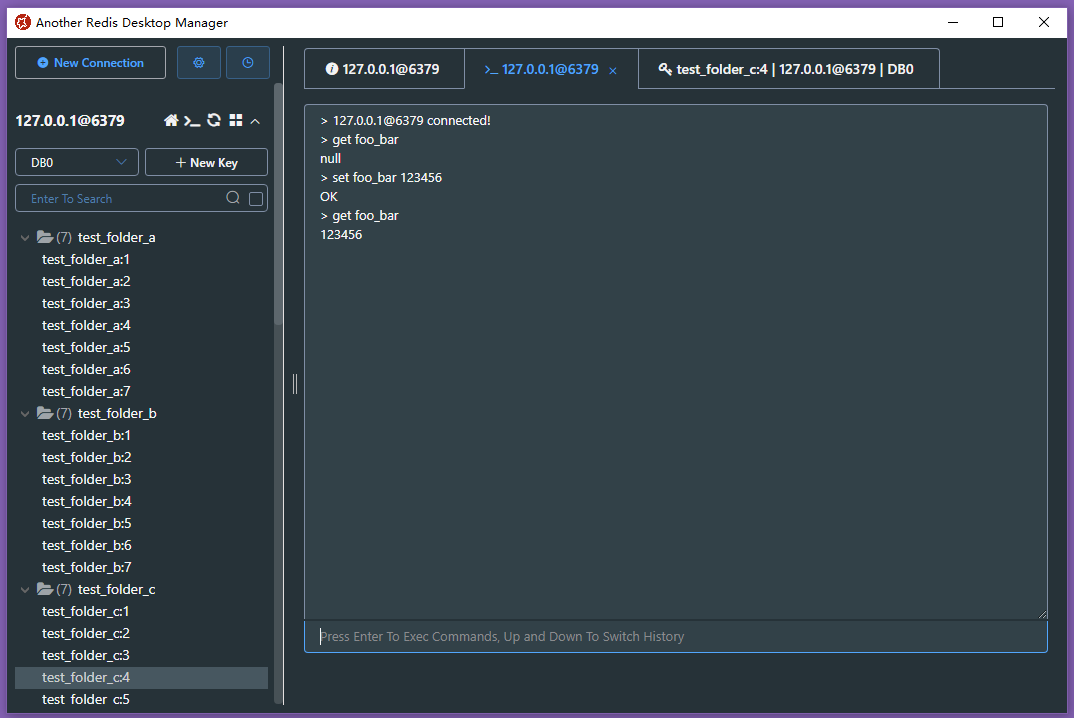 Another Redis Desktop Manager
New Connection
127.0.0.1@6379
DB0
New Key
Enter To Search
(7) test_folder_a
test_folder_a:1
test_folder_a:2
test_folder_a:3
test_folder_a:4
test_folder_a:5
test_folder_a:6
test_folder_a:7
(7) test_folder_b
test_folder_b:1
test_folder_b:2
test_folder_b:3
test_folder_b:4
test_folder_b:5
test_folder_b:6
test_folder_b:7
(7) test_folder_c
test_folder_c:1
test_folder_c:2
test_folder_c:3
test_folder_c:4
test_folder_c:5
127.0.0.1@6379
>_ 127.0.0.1@6379 ×
test_folder_c:4 | 127.0.0.1@6379 | DB0
> 127.0.0.1@6379 connected!
> get foo_bar
null
> set foo_bar 123456
OK
> get foo_bar
123456
Press Enter To Exec Commands, Up and Down To Switch History